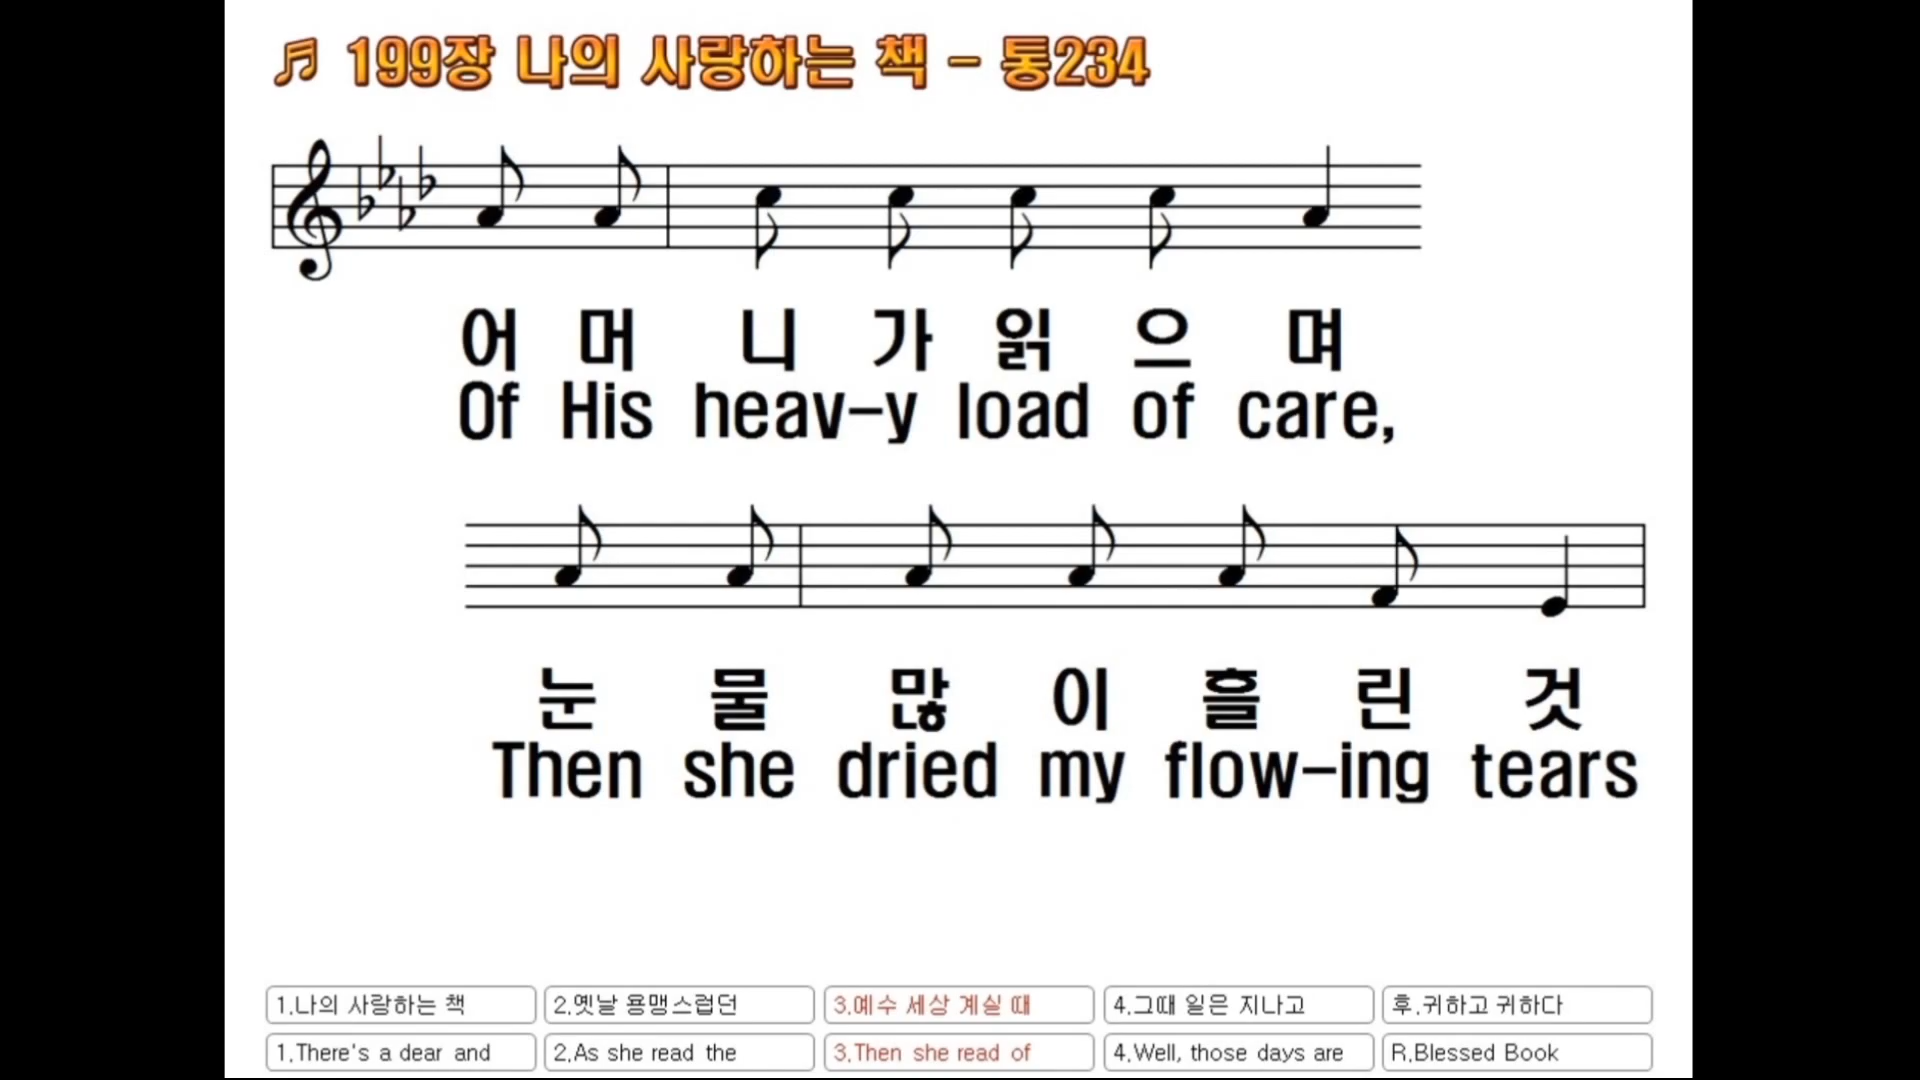 199장 나의 사랑하는 책 - 통234
어 머 니 가 읽 으 며
Of His heav-y load of care,
눈 물 많 이 흘 린 것
Then she dried my flow-ing tears
1.나의 사랑하는 책 2.옛날 용맹스럽던 3.예수 세상 계실 때 4.그때 일은 지나고 후.귀하고 귀하다
1.There's a dear and 2.As she read the 3.Then she read of 4.Well, those days are R.Blessed Book